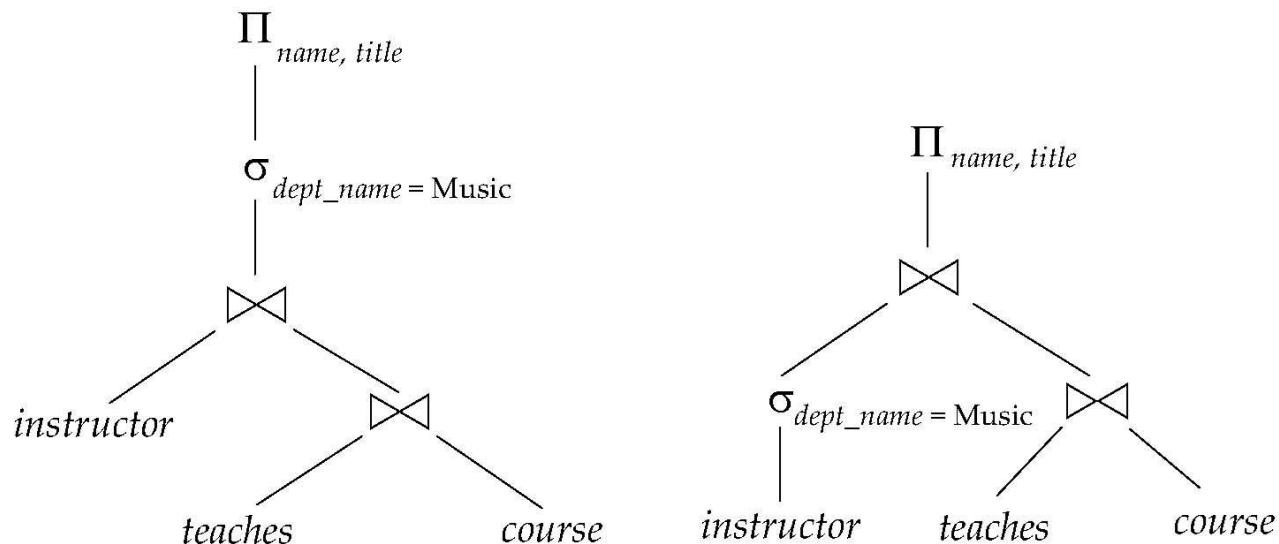 Π name, title
σ dept_name = Music
⋈
instructor
⋈
teaches course
Π name, title
⋈
σ dept_name = Music ⋈
instructor teaches course